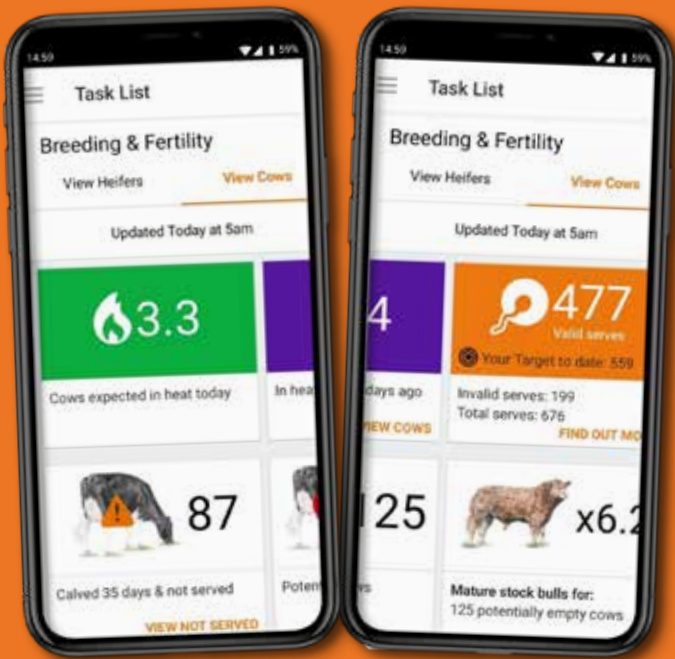 14:59
59%
Task List
Breeding & Fertility
View Heifers
View Cows
Updated Today at 5am
3.3
Cows expected in heat today
In hea
87
Calved 35 days & not served
VIEW NOT SERVED
Poten
14:59
59%
Task List
Breeding & Fertility
View Heifers
View Cows
Updated Today at 5am
4
days ago
VIEW COWS
477
Valid serves
Your Target to date: 559
Invalid serves: 199
Total serves: 676
FIND OUT MO
125
x6.2
Mature stock bulls for:
125 potentially empty cows